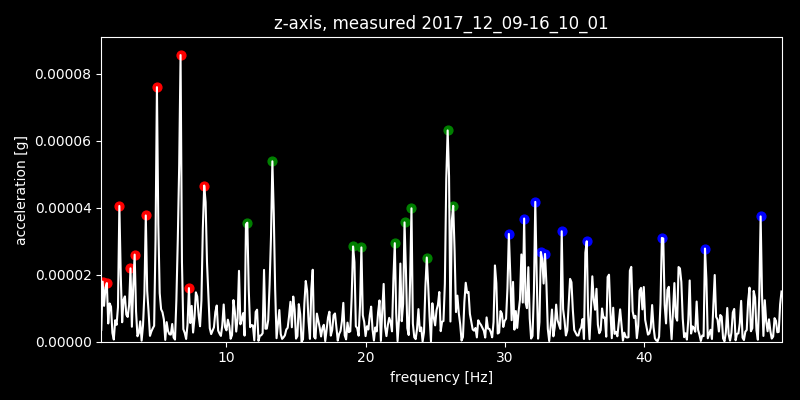 z-axis, measured 2017_12_09-16_10_01
0.00008
0.00006
0.00004
0.00002
0.00000
acceleration [g]
10 20 30 40
frequency [Hz]